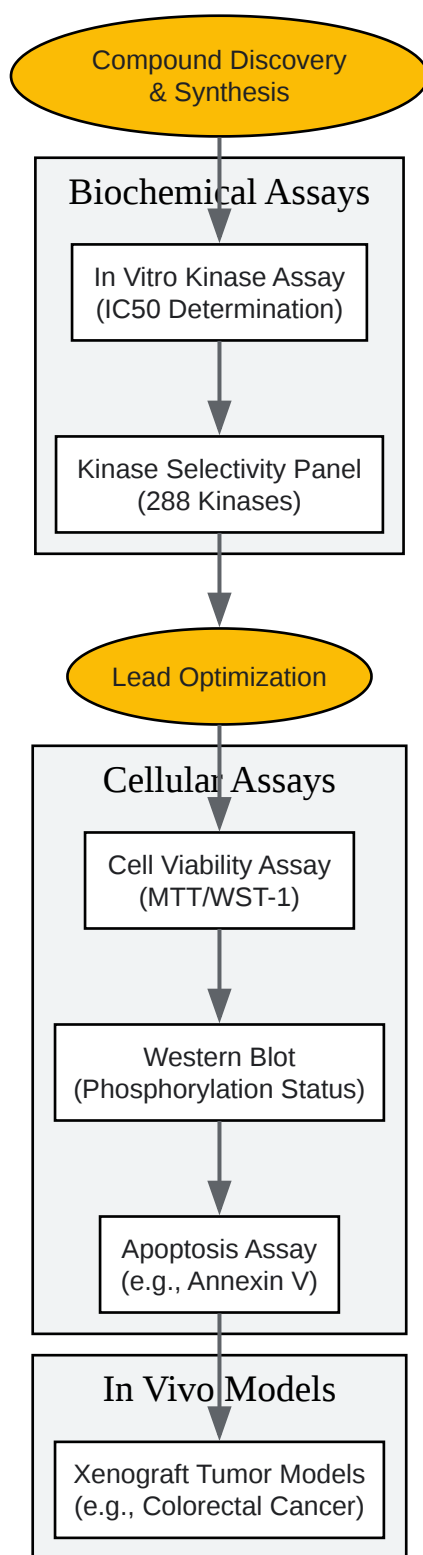 Compound Discovery
& Synthesis
Biochemical Assays
In Vitro Kinase Assay
(IC50 Determination)
Kinase Selectivity Panel
(288 Kinases)
Lead Optimization
Cellular Assays
Cell Viability Assay
(MTT/WST-1)
Western Blot
(Phosphorylation Status)
Apoptosis Assay
(e.g., Annexin V)
In Vivo Models
Xenograft Tumor Models
(e.g., Colorectal Cancer)